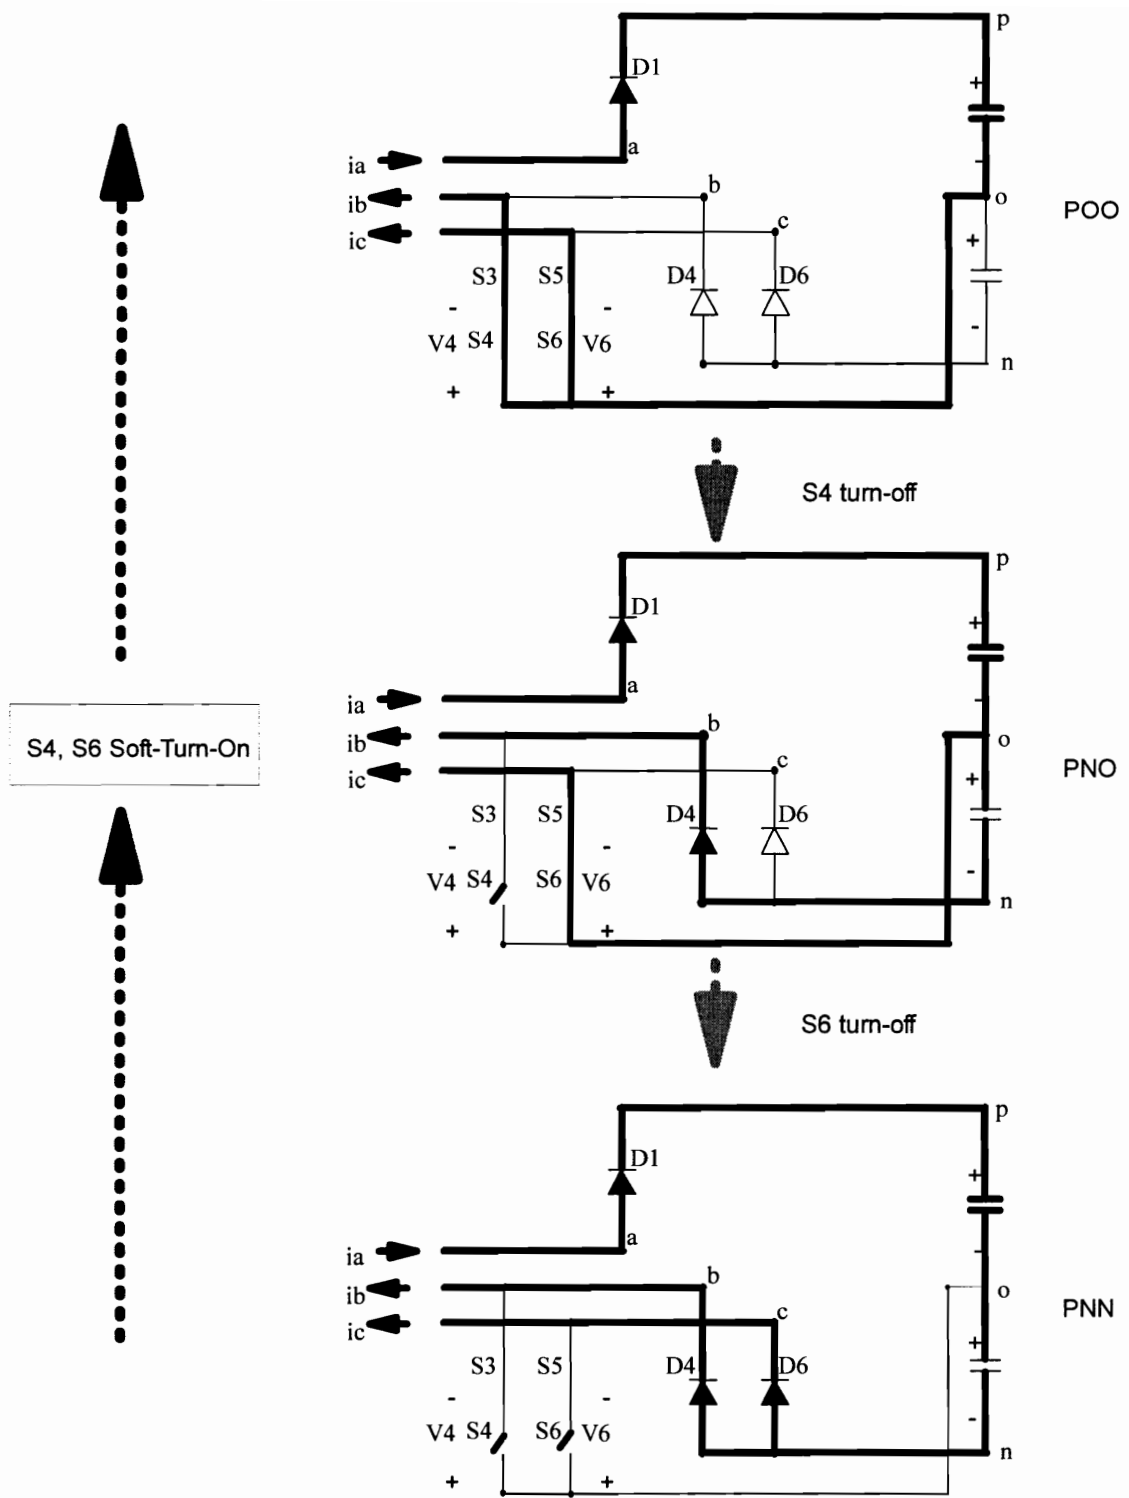 p
D1
+
a
-
ia
b
ib
o
POO
c
ic
+
S3
S5
D4
D6
-
-
-
V4
S4
S6
V6
n
+
+
S4 turn-off
p
D1
+
a
-
ia
b
ib
o
c
ic
S4, S6 Soft-Turn-On
PNO
+
S3
S5
D4
D6
-
-
-
V4
S4
S6
V6
n
+
+
S6 turn-off
p
D1
+
a
-
ia
b
ib
o
PNN
c
ic
+
S3
S5
D4
D6
-
-
-
V4
S4
S6
V6
n
+
+